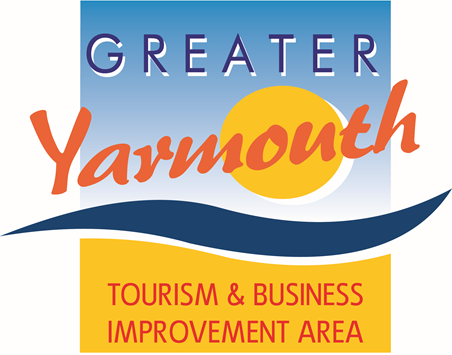 GREATER
Yarmouth
TOURISM & BUSINESS
IMPROVEMENT AREA